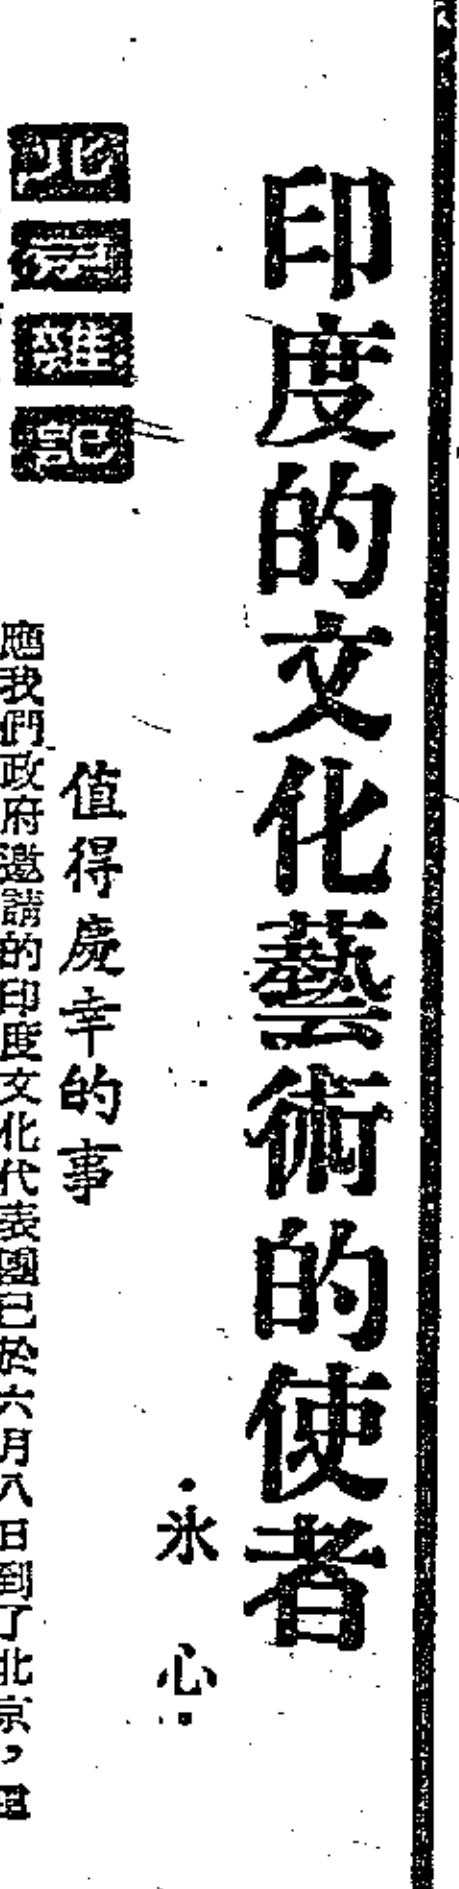 印度的文化藝術的使者
·氷心·
北京雜記
值得慶幸的事
應我們政府邀請的印度文化代表團已於六月八日到了北京，